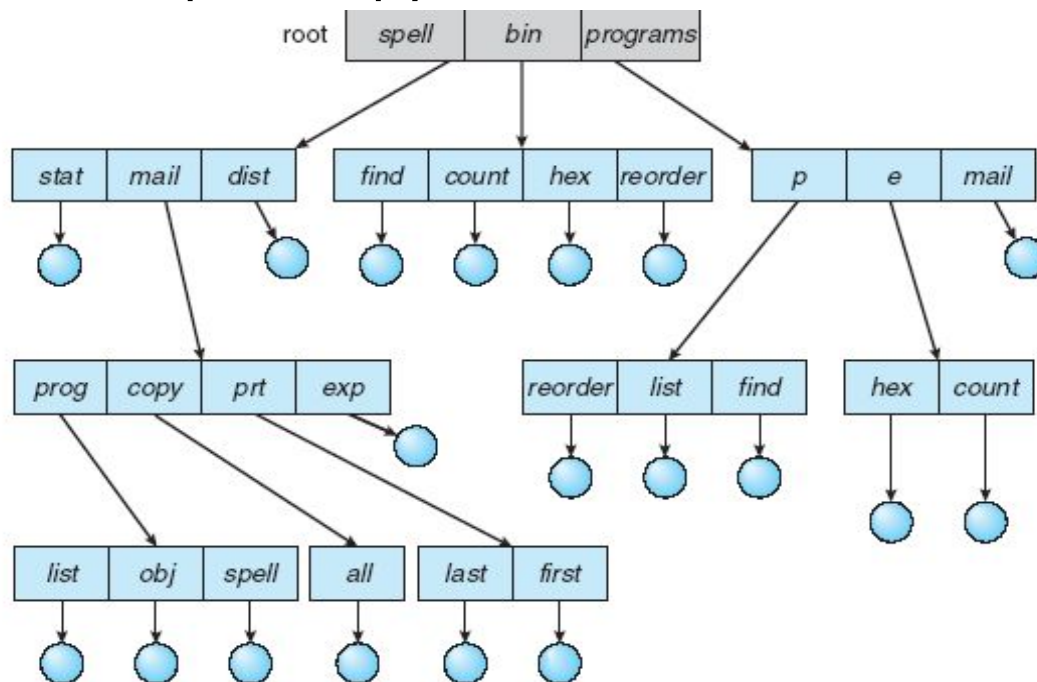 root spell bin programs
stat mail dist find count hex reorder p e mail
prog copy prt exp reorder list find hex count
list obj spell all last first